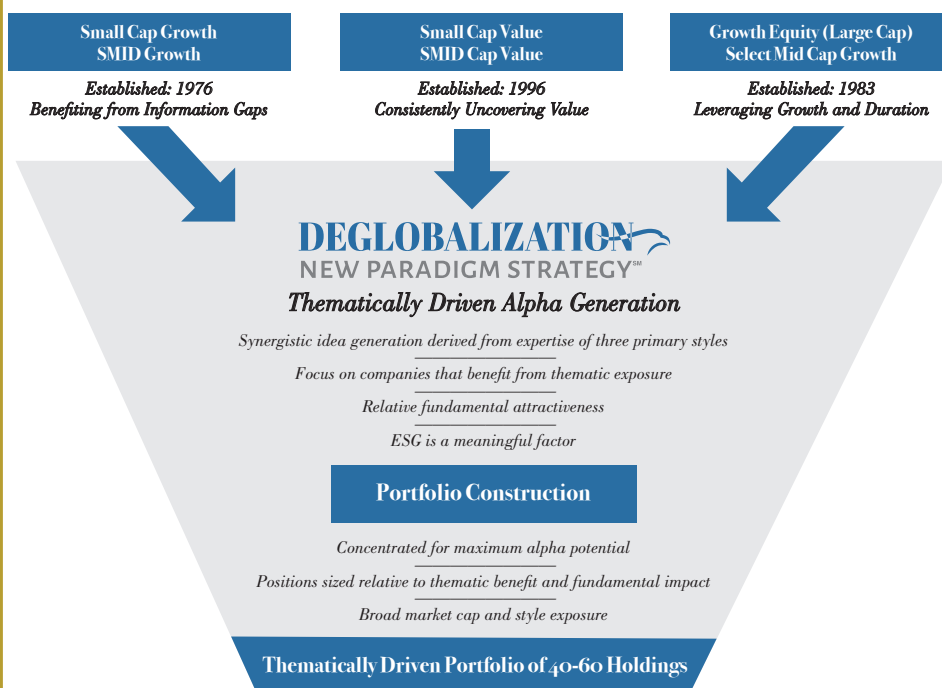 Small Cap Growth
SMID Growth
Established: 1976
Benefiting from Information Gaps
Small Cap Value
SMID Cap Value
Established: 1996
Consistently Uncovering Value
Growth Equity (Large Cap)
Select Mid Cap Growth
Established: 1983
Leveraging Growth and Duration
DEGLOBALIZATION
NEW PARADIGM STRATEGY℠
Thematically Driven Alpha Generation
Synergistic idea generation derived from expertise of three primary styles
Focus on companies that benefit from thematic exposure
Relative fundamental attractiveness
ESG is a meaningful factor
Portfolio Construction
Concentrated for maximum alpha potential
Positions sized relative to thematic benefit and fundamental impact
Broad market cap and style exposure
Thematically Driven Portfolio of 40-60 Holdings